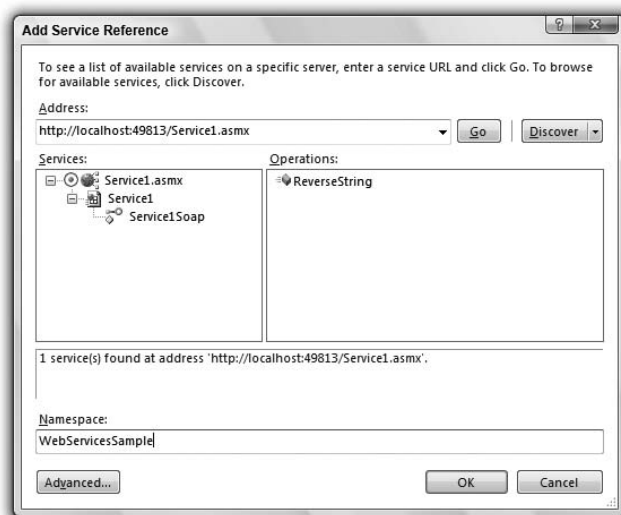 Add Service Reference
To see a list of available services on a specific server, enter a service URL and click Go. To browse
for available services, click Discover.
Address:
http://localhost:49813/Service1.asmx
Go
Discover
Services:
Operations:
Service1.asmx
Service1
Service1Soap
ReverseString
1 service(s) found at address 'http://localhost:49813/Service1.asmx'.
Namespace:
WebServicesSample
Advanced...
OK
Cancel